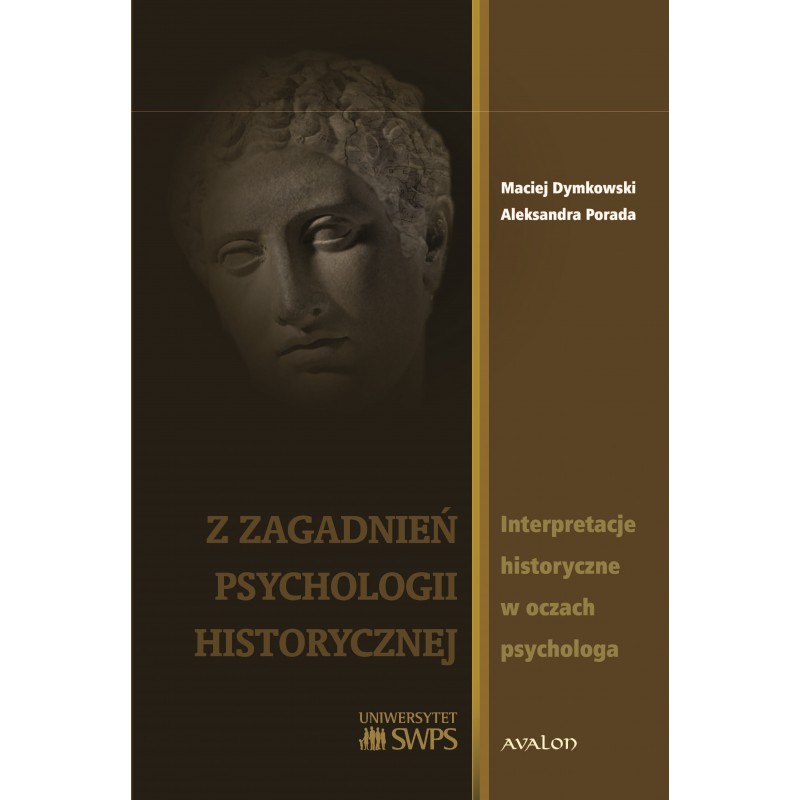 Maciej Dymkowski
Aleksandra Porada
Z ZAGADNIEŃ
PSYCHOLOGII
HISTORYCZNEJ
Interpretacje
historyczne
w oczach
psychologa
UNIWERSYTET
SWPS
AVALON